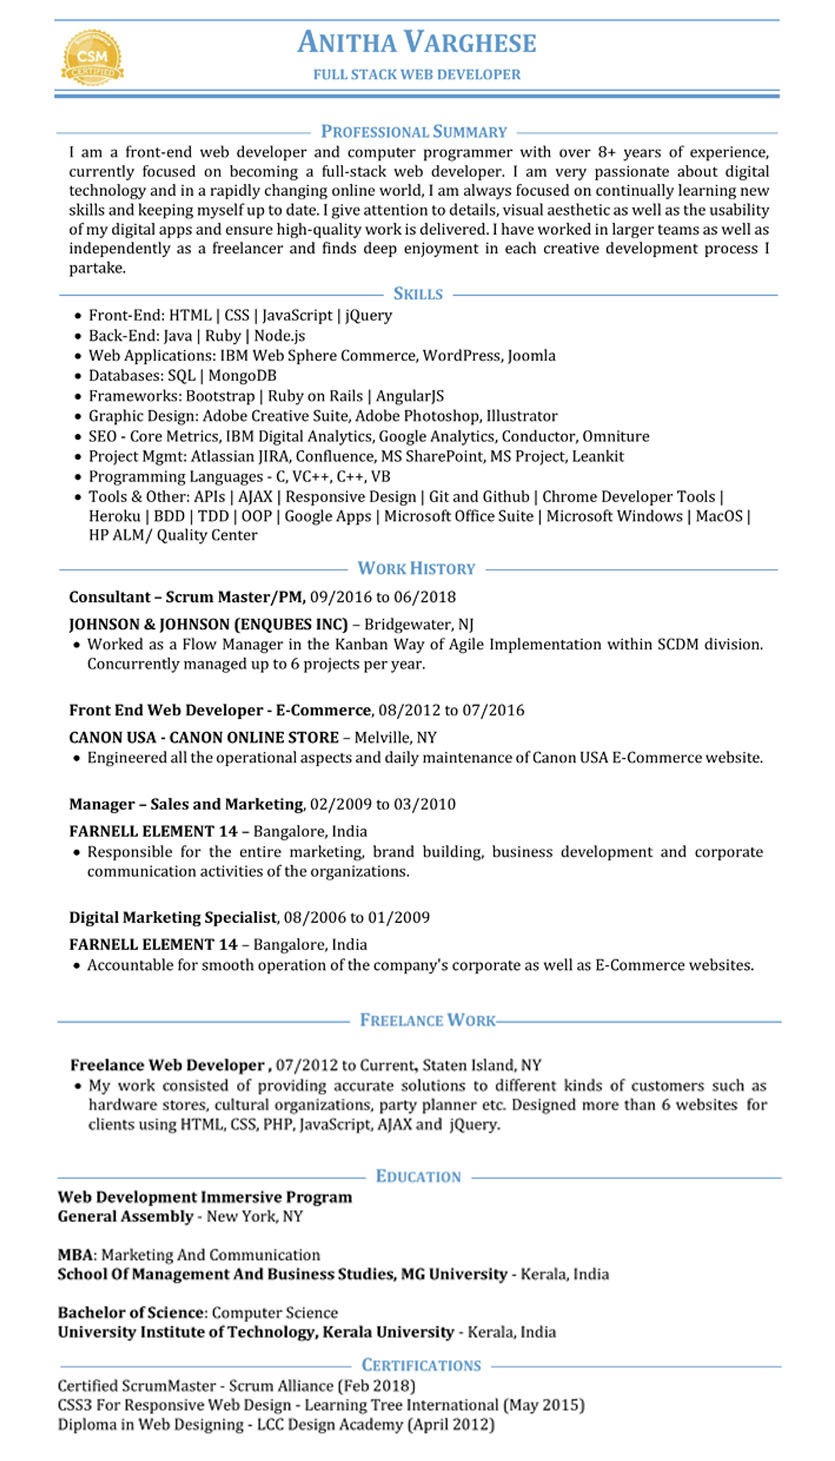 CSM
CERTIFIED
ANITHA VARGHESE
FULL STACK WEB DEVELOPER
PROFESSIONAL SUMMARY
I am a front-end web developer and computer programmer with over 8+ years of experience,
currently focused on becoming a full-stack web developer. I am very passionate about digital
technology and in a rapidly changing online world, I am always focused on continually learning new
skills and keeping myself up to date. I give attention to details, visual aesthetic as well as the usability
of my digital apps and ensure high-quality work is delivered. I have worked in larger teams as well as
independently as a freelancer and finds deep enjoyment in each creative development process I
partake.
SKILLS
• Front-End: HTML | CSS | JavaScript | jQuery
• Back-End: Java | Ruby | Node.js
• Web Applications: IBM Web Sphere Commerce, WordPress, Joomla
• Databases: SQL | MongoDB
• Frameworks: Bootstrap | Ruby on Rails | AngularJS
• Graphic Design: Adobe Creative Suite, Adobe Photoshop, Illustrator
• SEO - Core Metrics, IBM Digital Analytics, Google Analytics, Conductor, Omniture
• Project Mgmt: Atlassian JIRA, Confluence, MS SharePoint, MS Project, Leankit
• Programming Languages - C, VC++, C++, VB
• Tools & Other: APIs | AJAX | Responsive Design | Git and Github | Chrome Developer Tools |
Heroku | BDD | TDD | OOP | Google Apps | Microsoft Office Suite | Microsoft Windows | MacOS |
HP ALM/ Quality Center
WORK HISTORY
Consultant – Scrum Master/PM, 09/2016 to 06/2018
JOHNSON & JOHNSON (ENQUBES INC) – Bridgewater, NJ
• Worked as a Flow Manager in the Kanban Way of Agile Implementation within SCDM division.
Concurrently managed up to 6 projects per year.
Front End Web Developer - E-Commerce, 08/2012 to 07/2016
CANON USA - CANON ONLINE STORE – Melville, NY
• Engineered all the operational aspects and daily maintenance of Canon USA E-Commerce website.
Manager – Sales and Marketing, 02/2009 to 03/2010
FARNELL ELEMENT 14 – Bangalore, India
• Responsible for the entire marketing, brand building, business development and corporate
communication activities of the organizations.
Digital Marketing Specialist, 08/2006 to 01/2009
FARNELL ELEMENT 14 – Bangalore, India
• Accountable for smooth operation of the company's corporate as well as E-Commerce websites.
FREELANCE WORK
Freelance Web Developer , 07/2012 to Current, Staten Island, NY
• My work consisted of providing accurate solutions to different kinds of customers such as
hardware stores, cultural organizations, party planner etc. Designed more than 6 websites for
clients using HTML, CSS, PHP, JavaScript, AJAX and jQuery.
EDUCATION
Web Development Immersive Program
General Assembly - New York, NY
MBA: Marketing And Communication
School Of Management And Business Studies, MG University - Kerala, India
Bachelor of Science: Computer Science
University Institute of Technology, Kerala University - Kerala, India
CERTIFICATIONS
Certified ScrumMaster - Scrum Alliance (Feb 2018)
CSS3 For Responsive Web Design - Learning Tree International (May 2015)
Diploma in Web Designing - LCC Design Academy (April 2012)